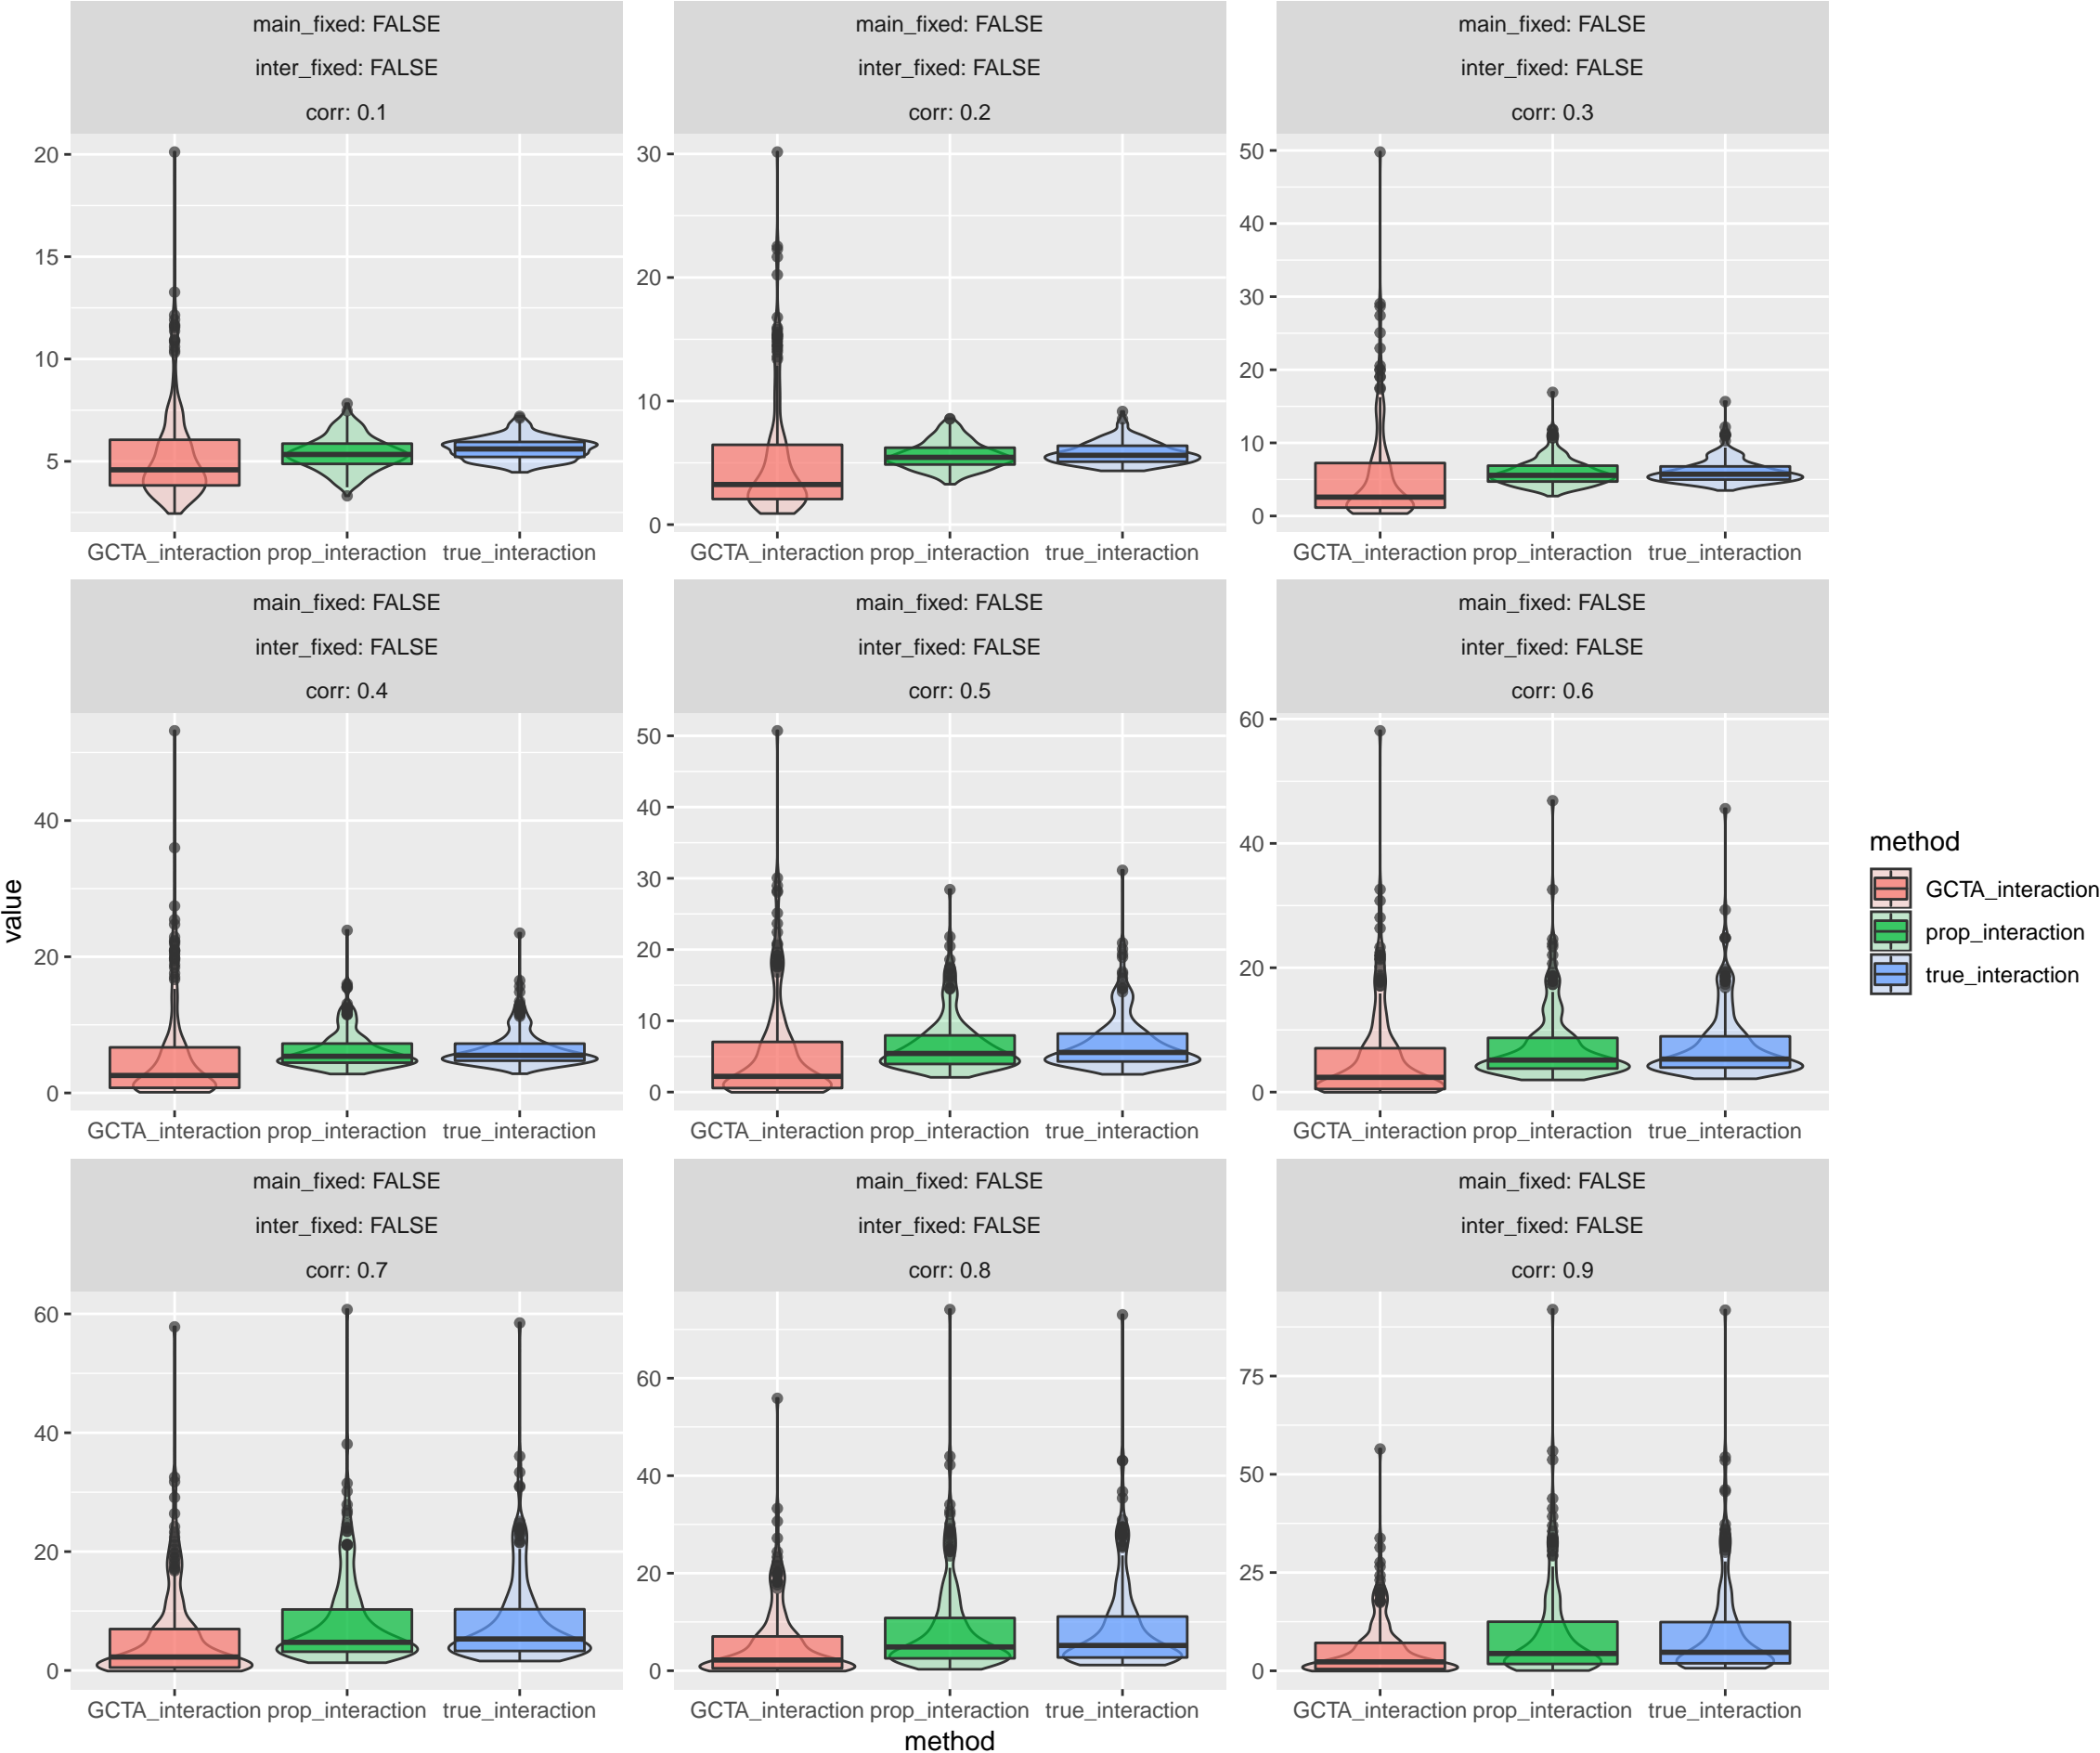 main_fixed: FALSE
inter_fixed: FALSE
corr: 0.1
20
15
10
5
GCTA_interaction prop_interaction true_interaction
main_fixed: FALSE
inter_fixed: FALSE
corr: 0.2
30
20
10
0
GCTA_interaction prop_interaction true_interaction
main_fixed: FALSE
inter_fixed: FALSE
corr: 0.3
50
40
30
20
10
0
GCTA_interaction prop_interaction true_interaction
main_fixed: FALSE
inter_fixed: FALSE
corr: 0.4
40
20
0
GCTA_interaction prop_interaction true_interaction
main_fixed: FALSE
inter_fixed: FALSE
corr: 0.5
50
40
30
20
10
0
GCTA_interaction prop_interaction true_interaction
main_fixed: FALSE
inter_fixed: FALSE
corr: 0.6
60
40
20
0
GCTA_interaction prop_interaction true_interaction
main_fixed: FALSE
inter_fixed: FALSE
corr: 0.7
60
40
20
0
GCTA_interaction prop_interaction true_interaction
main_fixed: FALSE
inter_fixed: FALSE
corr: 0.8
60
40
20
0
GCTA_interaction prop_interaction true_interaction
main_fixed: FALSE
inter_fixed: FALSE
corr: 0.9
75
50
25
0
GCTA_interaction prop_interaction true_interaction
value
method
method
GCTA_interaction
prop_interaction
true_interaction